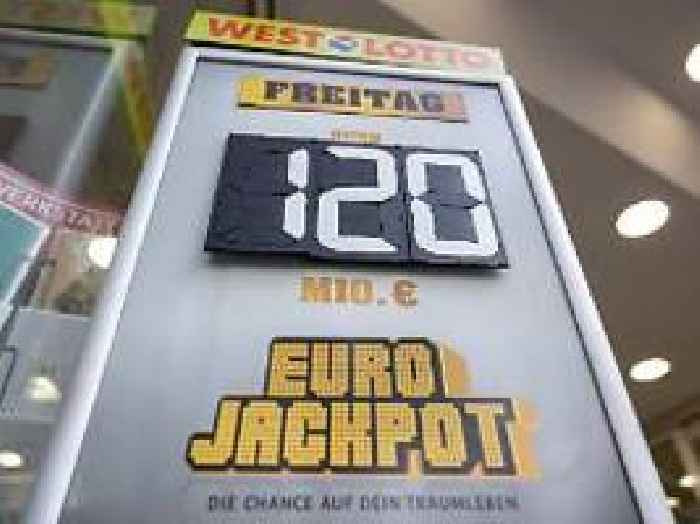 WEST LOTTO
FREITAG
120
MIO. €
EURO
JACKPOT
DIE CHANCE AUF DEIN TRAUMLEBEN